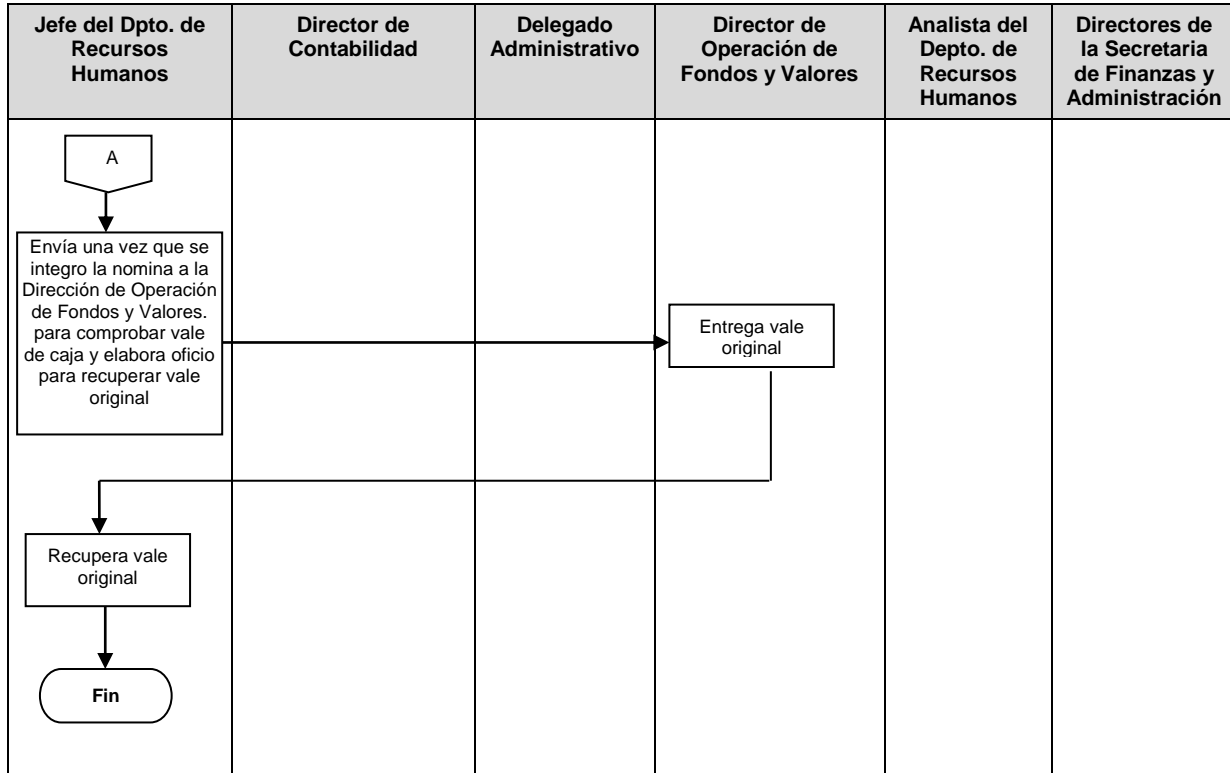 Jefe del Dpto. de
Recursos
Humanos
Director de
Contabilidad
Delegado
Administrativo
Director de
Operación de
Fondos y Valores
Analista del
Depto. de
Recursos
Humanos
Directores de
la Secretaria
de Finanzas y
Administración
A
Envía una vez que se
integro la nomina a la
Dirección de Operación
de Fondos y Valores.
para comprobar vale
de caja y elabora oficio
para recuperar vale
original
Entrega vale
original
Recupera vale
original
Fin